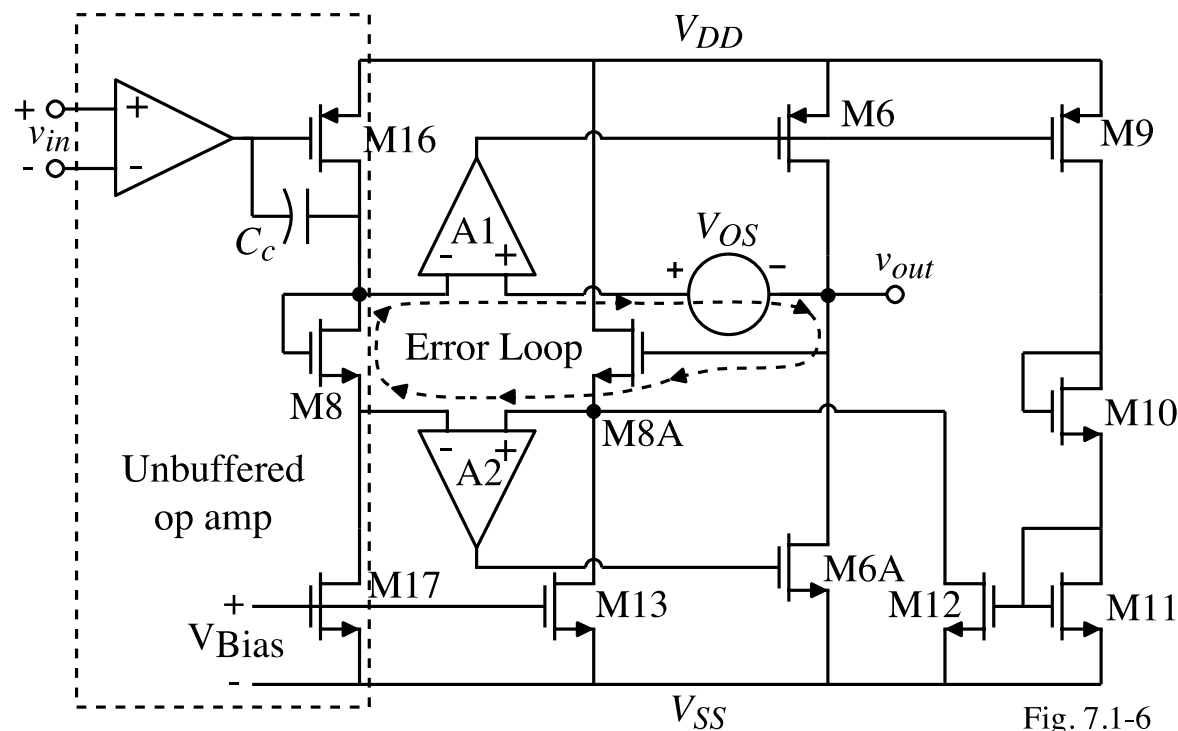 V_DD
+
v_in
-
+
-
M16
M6
M9
C_c
A1
-
+
V_OS
+
-
v_out
Error Loop
M8
M8A
M10
-
+
A2
Unbuffered
op amp
M6A
M17
M13
M12
M11
+
V_Bias
-
V_SS
Fig. 7.1-6